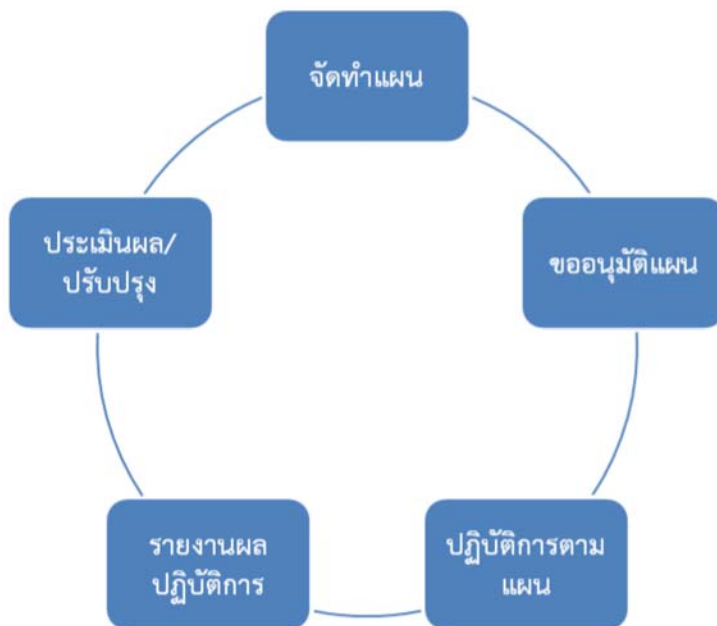 จัดทำแผน
ขออนุมัติแผน
ปฏิบัติการตาม
แผน
รายงานผล
ปฏิบัติการ
ประเมินผล/
ปรับปรุง